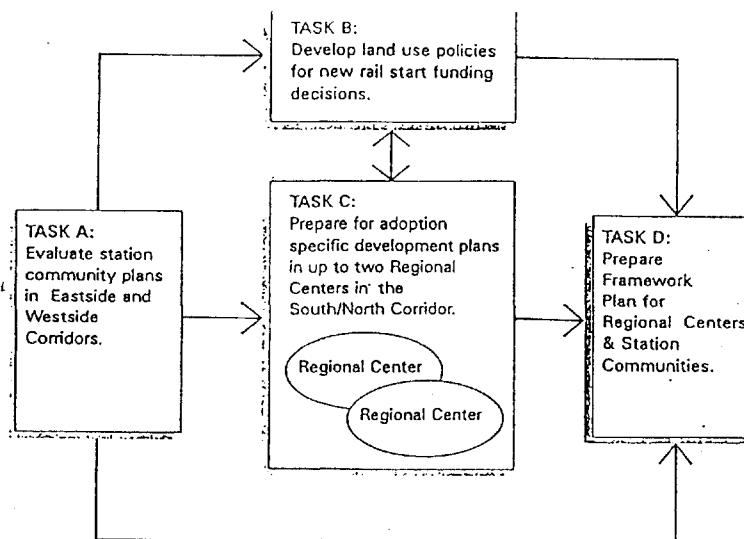 TASK B:
Develop land use policies
for new rail start funding
decisions.
TASK A:
Evaluate station
community plans
in Eastside and
Westside
Corridors.
TASK C:
Prepare for adoption
specific development plans
in up to two Regional
Centers in the
South/North Corridor.
Regional Center
Regional Center
TASK D:
Prepare
Framework
Plan for
Regional Centers
& Station
Communities.